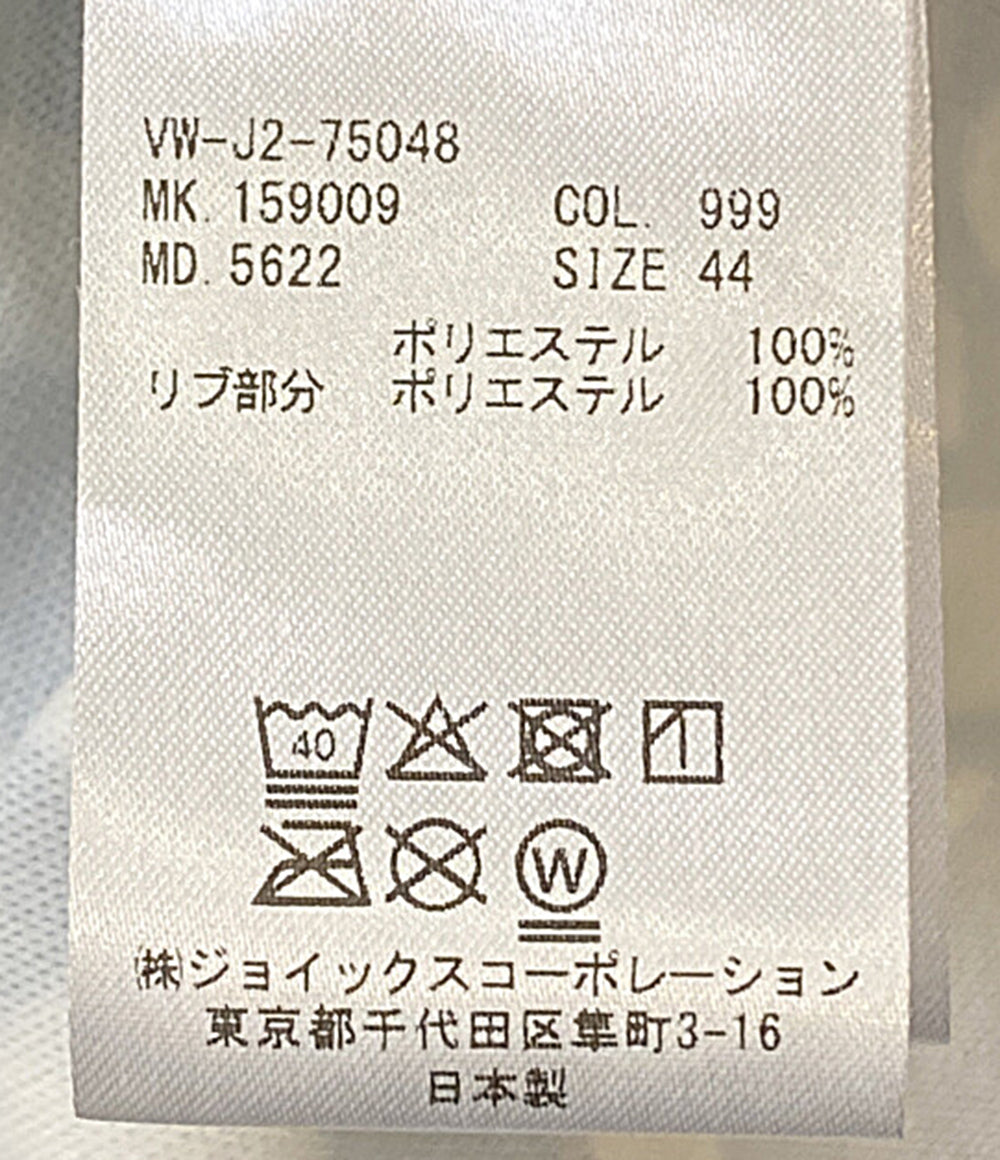 VW-J2-75048
MK. 159009 COL. 999
MD. 5622 SIZE 44
ポリエステル 100%
リブ部分 ポリエステル 100%
40
W
㈱ジョイックスコーポレーション
東京都千代田区隼町3-16
日本製